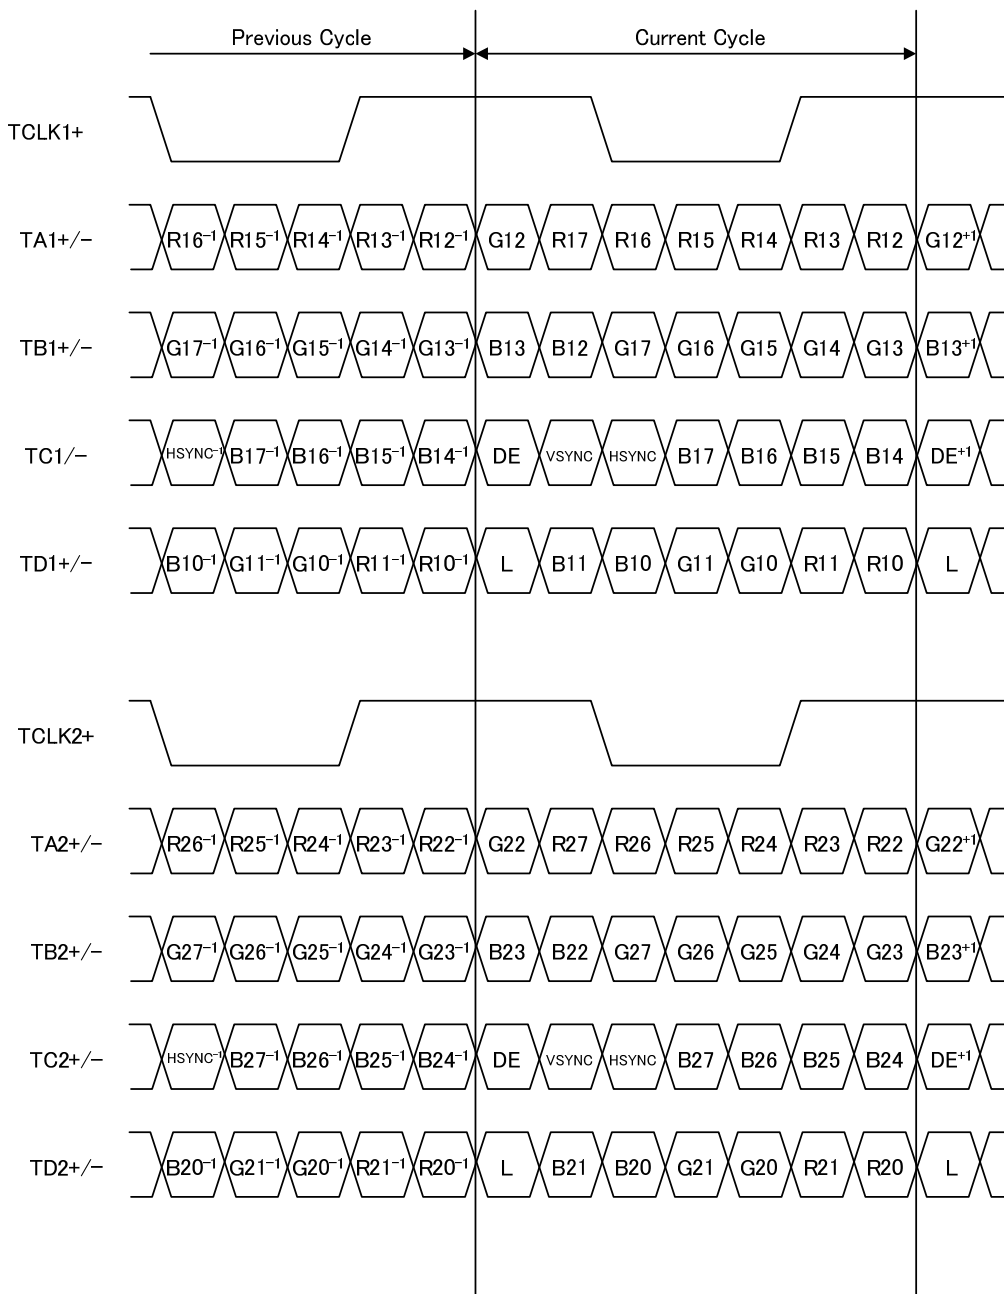 Previous Cycle Current Cycle
TCLK1+
TA1+/− R16⁻¹ R15⁻¹ R14⁻¹ R13⁻¹ R12⁻¹ G12 R17 R16 R15 R14 R13 R12 G12⁺¹
TB1+/− G17⁻¹ G16⁻¹ G15⁻¹ G14⁻¹ G13⁻¹ B13 B12 G17 G16 G15 G14 G13 B13⁺¹
TC1/− HSYNC⁻¹ B17⁻¹ B16⁻¹ B15⁻¹ B14⁻¹ DE VSYNC HSYNC B17 B16 B15 B14 DE⁺¹
TD1+/− B10⁻¹ G11⁻¹ G10⁻¹ R11⁻¹ R10⁻¹ L B11 B10 G11 G10 R11 R10 L
TCLK2+
TA2+/− R26⁻¹ R25⁻¹ R24⁻¹ R23⁻¹ R22⁻¹ G22 R27 R26 R25 R24 R23 R22 G22⁺¹
TB2+/− G27⁻¹ G26⁻¹ G25⁻¹ G24⁻¹ G23⁻¹ B23 B22 G27 G26 G25 G24 G23 B23⁺¹
TC2+/− HSYNC⁻¹ B27⁻¹ B26⁻¹ B25⁻¹ B24⁻¹ DE VSYNC HSYNC B27 B26 B25 B24 DE⁺¹
TD2+/− B20⁻¹ G21⁻¹ G20⁻¹ R21⁻¹ R20⁻¹ L B21 B20 G21 G20 R21 R20 L